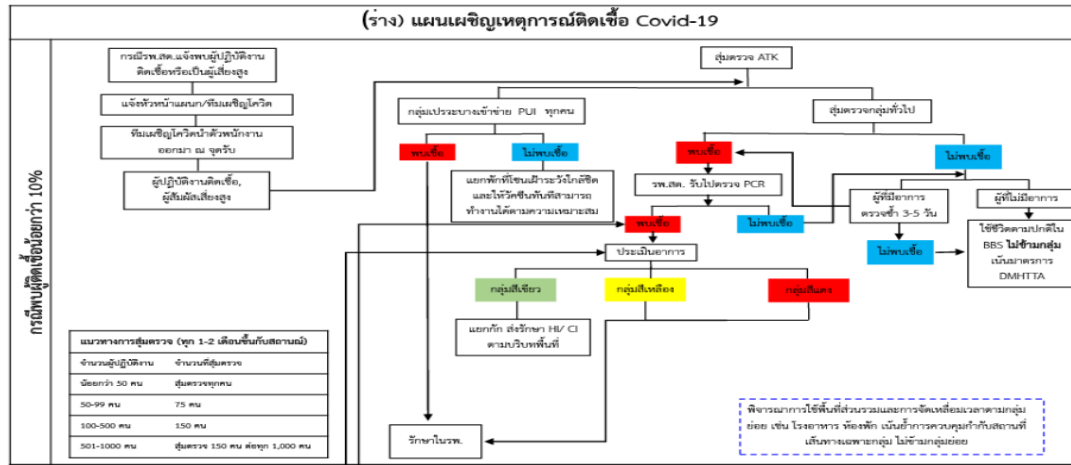 (ร่าง) แผนเผชิญเหตุการณ์ติดเชื้อ Covid-19
กรณีพบผู้ติดเชื้อน้อยกว่า 10%
กรณีรพ.สต.แจ้งพบผู้ปฏิบัติงาน
ติดเชื้อหรือเป็นผู้เสี่ยงสูง
แจ้งหัวหน้าแผนก/ทีมเผชิญโควิด
ทีมเผชิญโควิดนำตัวพนักงาน
ออกมา ณ จุดรับ
ผู้ปฏิบัติงานติดเชื้อ,
ผู้สัมผัสเสี่ยงสูง
สุ่มตรวจ ATK
กลุ่มเปราะบางเข้าข่าย PUI ทุกคน
สุ่มตรวจกลุ่มทั่วไป
พบเชื้อ
ไม่พบเชื้อ
พบเชื้อ
ไม่พบเชื้อ
แยกพักที่โซนเฝ้าระวังใกล้ชิด
และให้วัคซีนทันทีสามารถ
ทำงานได้ตามความเหมาะสม
รพ.สต. รับไปตรวจ PCR
ผู้ที่มีอาการ
ตรวจซ้ำ 3-5 วัน
ผู้ที่ไม่มีอาการ
พบเชื้อ
ไม่พบเชื้อ
ไม่พบเชื้อ
ใช้ชีวิตตามปกติใน
BBS ไม่ข้ามกลุ่ม
เน้นมาตรการ
DMHTTA
ประเมินอาการ
กลุ่มสีเขียว
กลุ่มสีเหลือง
กลุ่มสีแดง
แยกกัก ส่งรักษา HI/ CI
ตามบริบทพื้นที่
รักษาในรพ.
แนวทางการสุ่มตรวจ (ทุก 1-2 เดือนขึ้นกับสถานณ์)
จำนวนผู้ปฏิบัติงาน จำนวนที่สุ่มตรวจ
น้อยกว่า 50 คน สุ่มตรวจทุกคน
50-99 คน 75 คน
100-500 คน 150 คน
501-1000 คน สุ่มตรวจ 150 คน ต่อทุก 1,000 คน
พิจารณาการใช้พื้นที่ส่วนรวมและการจัดเหลื่อมเวลาตามกลุ่ม
ย่อย เช่น โรงอาหาร ห้องพัก เน้นย้ำการควบคุมกำกับสถานที่
เส้นทางเฉพาะกลุ่ม ไม่ข้ามกลุ่มย่อย